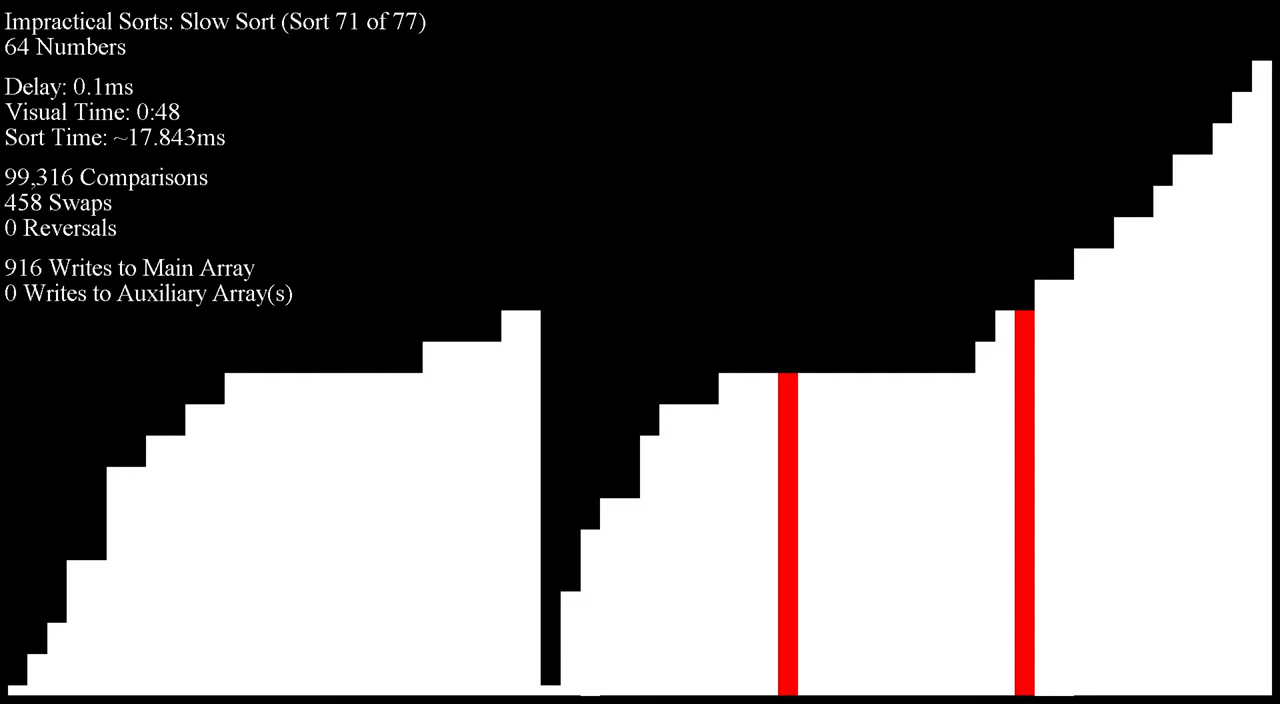 Impractical Sorts: Slow Sort (Sort 71 of 77)
64 Numbers
Delay: 0.1ms
Visual Time: 0:48
Sort Time: ~17.843ms
99,316 Comparisons
458 Swaps
0 Reversals
916 Writes to Main Array
0 Writes to Auxiliary Array(s)